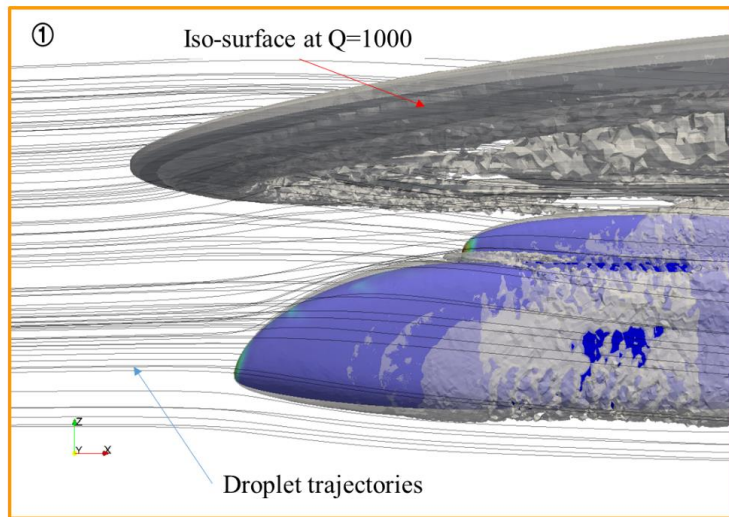 ①
Iso-surface at Q=1000
Z
Y X
Droplet trajectories